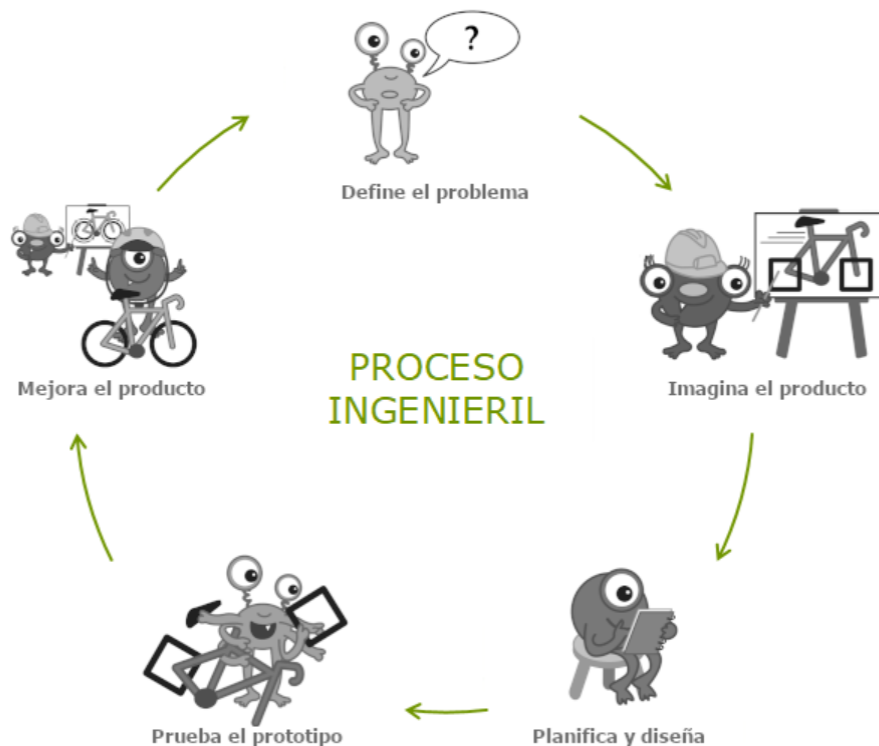 ?
Define el problema
Imagina el producto
Planifica y diseña
Prueba el prototipo
Mejora el producto
PROCESO
INGENIERIL